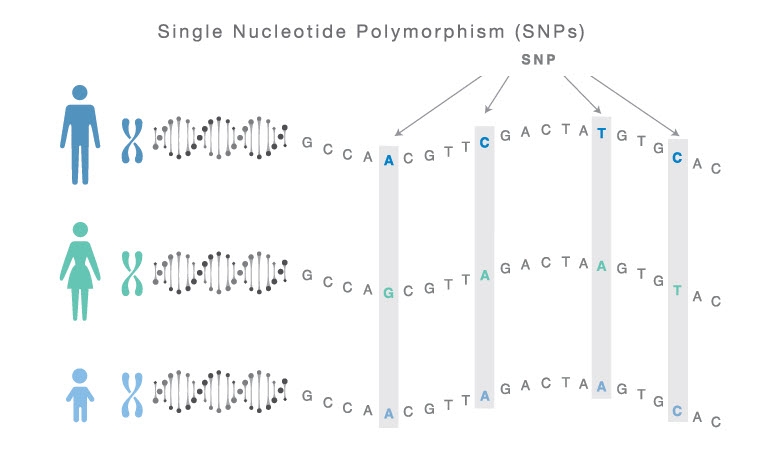 Single Nucleotide Polymorphism (SNPs)
SNP
G C C A A C G T T C G A C T A T G T G C A C
G C C A G C G T T A G A C T A A G T G T A C
G C C A A C G T T A G A C T A A G T G C A C